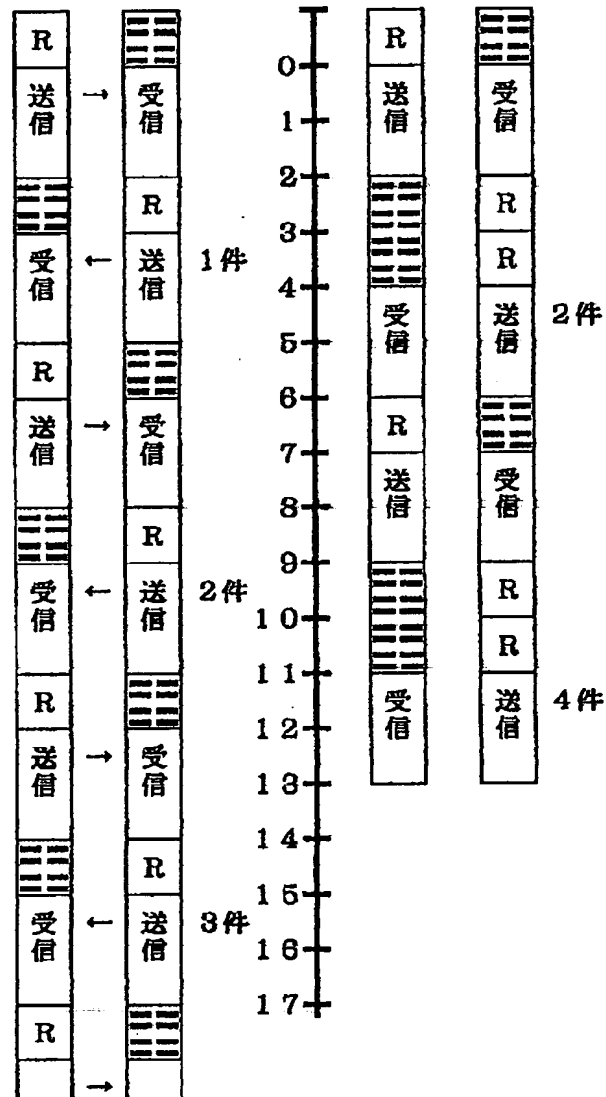 R
送信 → 受信
R
受信 ← 送信 1件
R
送信 → 受信
R
受信 ← 送信 2件
R
送信 → 受信
R
受信 ← 送信 3件
R
→
0
1
2
3
4
5
6
7
8
9
10
11
12
13
14
15
16
17
R
送信 受信
R
R
受信 送信 2件
R
送信 受信
R
R
受信 送信 4件